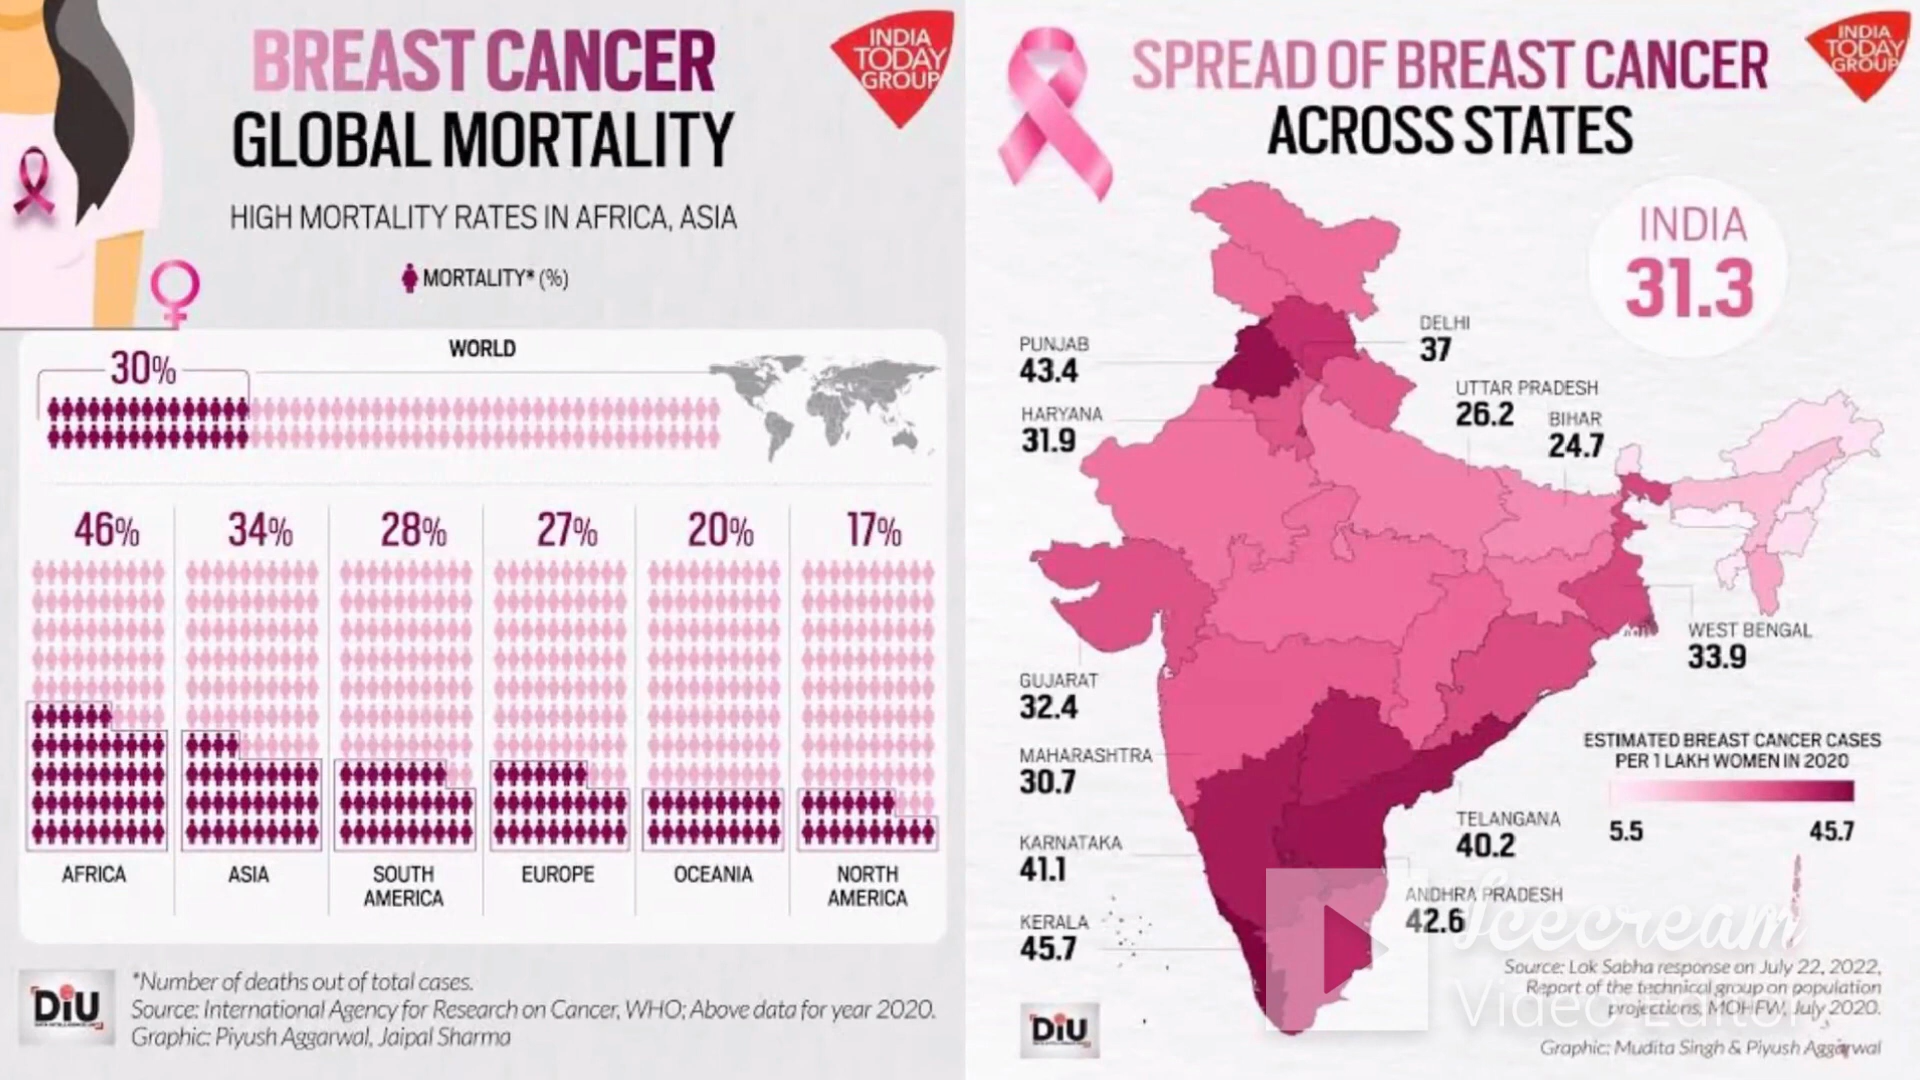 BREAST CANCER
GLOBAL MORTALITY
HIGH MORTALITY RATES IN AFRICA, ASIA
MORTALITY* (%)
INDIA
TODAY
GROUP
WORLD
30%
46%
34%
28%
27%
20%
17%
AFRICA
ASIA
SOUTH
AMERICA
EUROPE
OCEANIA
NORTH
AMERICA
DiU
*Number of deaths out of total cases.
Source: International Agency for Research on Cancer, WHO; Above data for year 2020.
Graphic: Piyush Aggarwal, Jaipal Sharma
SPREAD OF BREAST CANCER
ACROSS STATES
INDIA
TODAY
GROUP
INDIA
31.3
PUNJAB
43.4
DELHI
37
HARYANA
31.9
UTTAR PRADESH
26.2
BIHAR
24.7
GUJARAT
32.4
WEST BENGAL
33.9
MAHARASHTRA
30.7
ESTIMATED BREAST CANCER CASES
PER 1 LAKH WOMEN IN 2020
5.5
45.7
TELANGANA
40.2
KARNATAKA
41.1
ANDHRA PRADESH
42.6
KERALA
45.7
Icecream
Video Editor
Source: Lok Sabha response on July 22, 2022,
Report of the technical group on population
projections, MOHFW, July 2020.
DiU
Graphic: Mudita Singh & Piyush Aggarwal